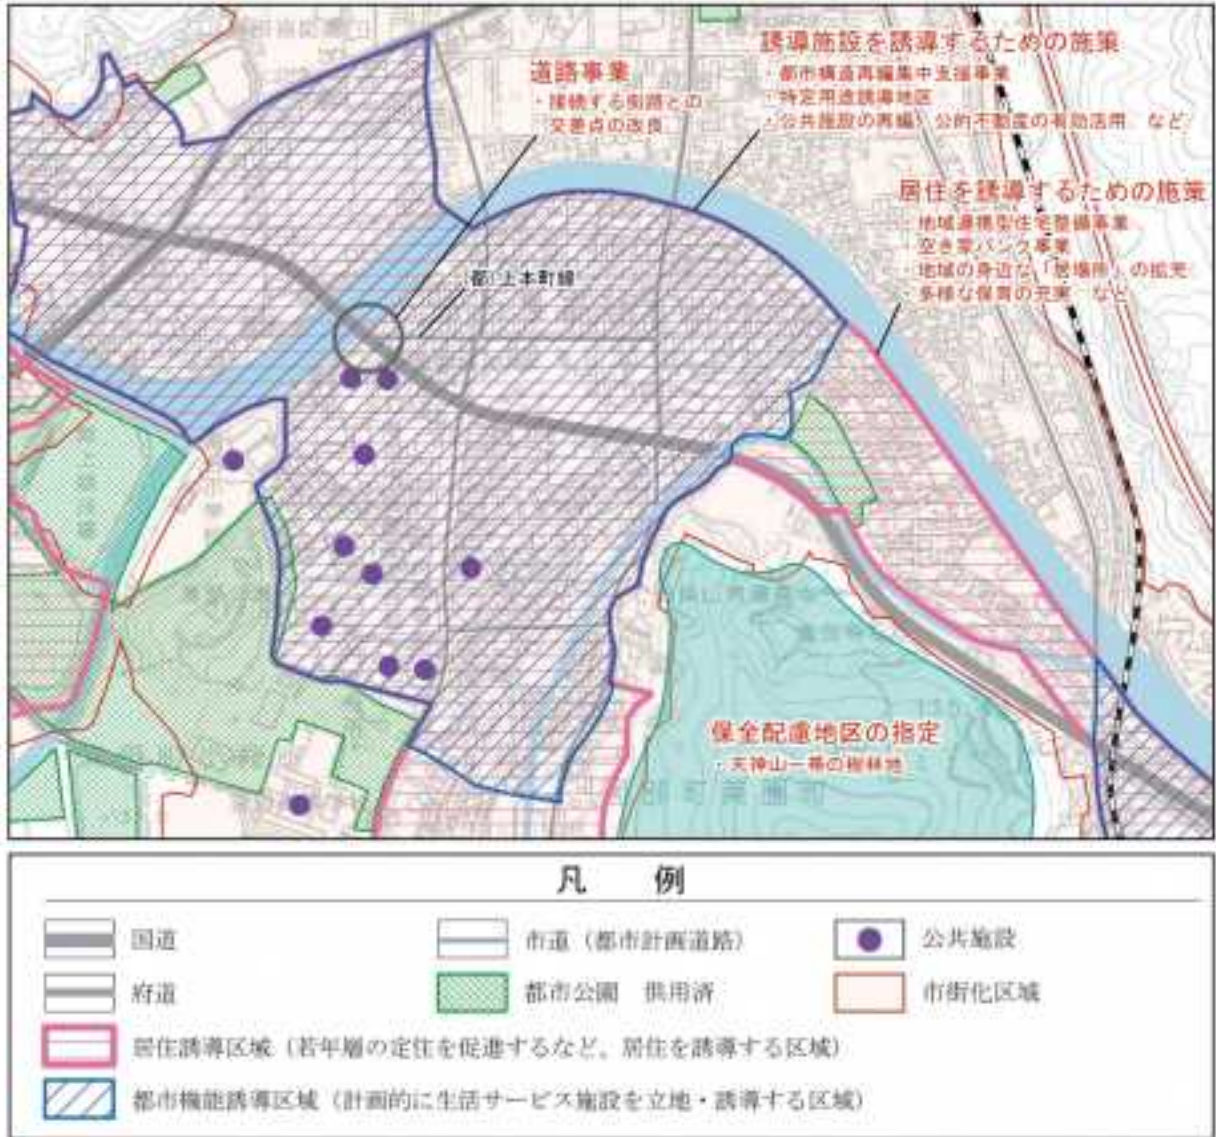 誘導施設を誘導するための施策
・都市構造再編集中支援事業
・特定用途誘導地区
・公共施設の再編、公的不動産の有効活用 など
道路事業
・接続する街路との
交差点の改良
居住を誘導するための施策
・地域連携型住宅整備事業
・空き家バンク事業
・地域の身近な「居場所」の拡充
・多様な保育の充実 など
(都)上本町線
保全配慮地区の指定
・天神山一帯の樹林地
凡 例
国道
市道（都市計画道路）
公共施設
府道
都市公園 供用済
市街化区域
居住誘導区域（若年層の定住を促進するなど、居住を誘導する区域）
都市機能誘導区域（計画的に生活サービス施設を立地・誘導する区域）